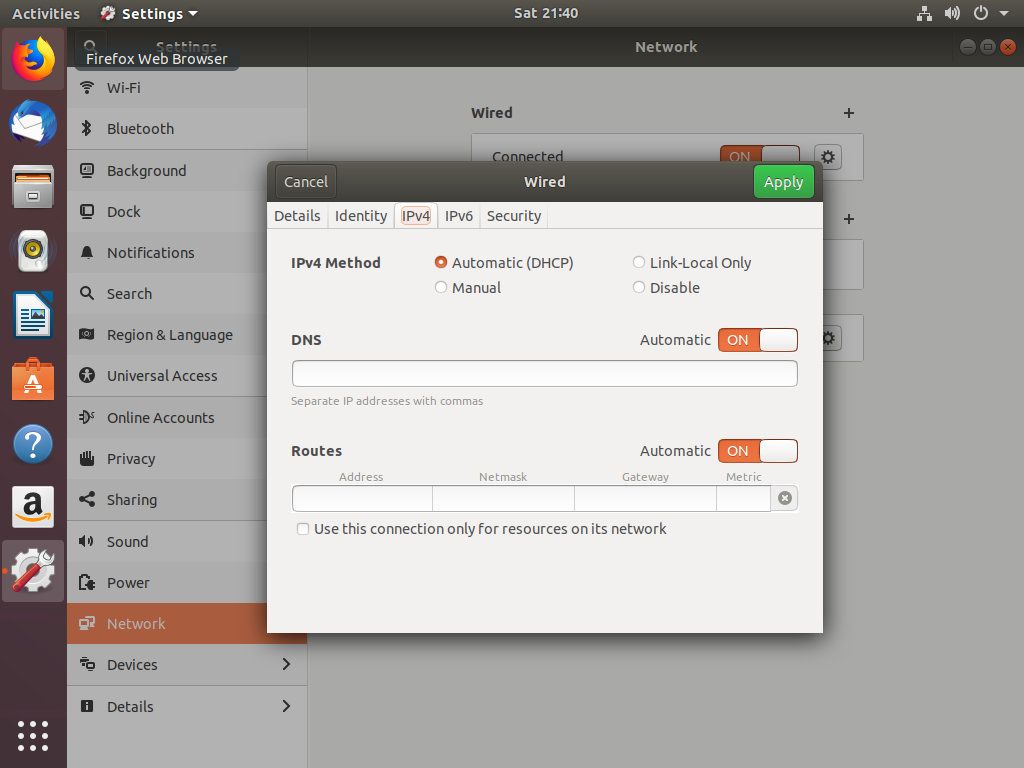 Activities
Settings
Sat 21:40
Settings
Network
Firefox Web Browser
Wi-Fi
Bluetooth
Background
Dock
Notifications
Search
Region & Language
Universal Access
Online Accounts
Privacy
Sharing
Sound
Power
Network
Devices
Details
Wired
Connected
ON
Cancel
Wired
Apply
Details
Identity
IPv4
IPv6
Security
IPv4 Method
Automatic (DHCP)
Link-Local Only
Manual
Disable
DNS
Automatic
ON
Separate IP addresses with commas
Routes
Automatic
ON
Address
Netmask
Gateway
Metric
Use this connection only for resources on its network